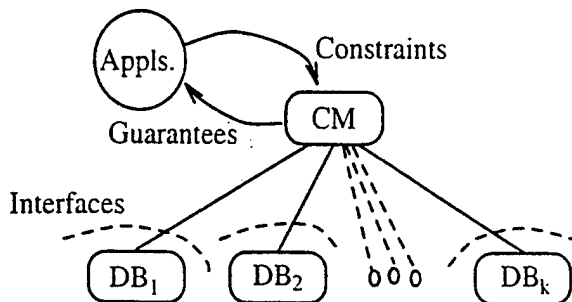 Appls.
Constraints
Guarantees
CM
Interfaces
DB1
DB2
DBk